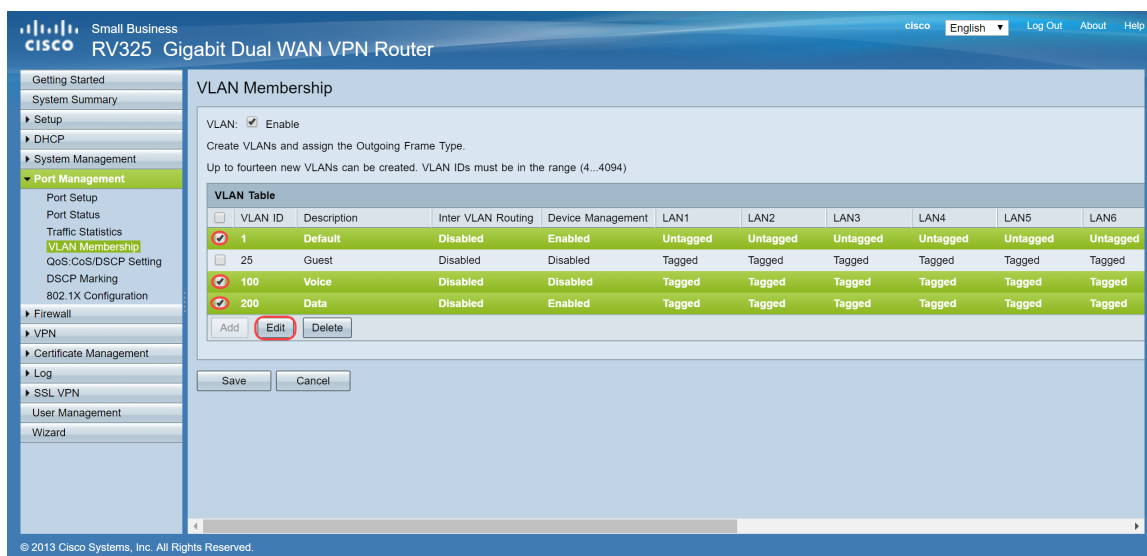 Small Business
cisco English Log Out About Help
CISCO RV325 Gigabit Dual WAN VPN Router
Getting Started
System Summary
Setup
DHCP
System Management
Port Management
Port Setup
Port Status
Traffic Statistics
VLAN Membership
QoS:CoS/DSCP Setting
DSCP Marking
802.1X Configuration
Firewall
VPN
Certificate Management
Log
SSL VPN
User Management
Wizard
VLAN Membership
VLAN: Enable
Create VLANs and assign the Outgoing Frame Type.
Up to fourteen new VLANs can be created. VLAN IDs must be in the range (4...4094)
VLAN Table
VLAN ID Description Inter VLAN Routing Device Management LAN1 LAN2 LAN3 LAN4 LAN5 LAN6
1 Default Disabled Enabled Untagged Untagged Untagged Untagged Untagged Untagged
25 Guest Disabled Disabled Tagged Tagged Tagged Tagged Tagged Tagged
100 Voice Disabled Disabled Tagged Tagged Tagged Tagged Tagged Tagged
200 Data Disabled Enabled Tagged Tagged Tagged Tagged Tagged Tagged
Add Edit Delete
Save Cancel
© 2013 Cisco Systems, Inc. All Rights Reserved.